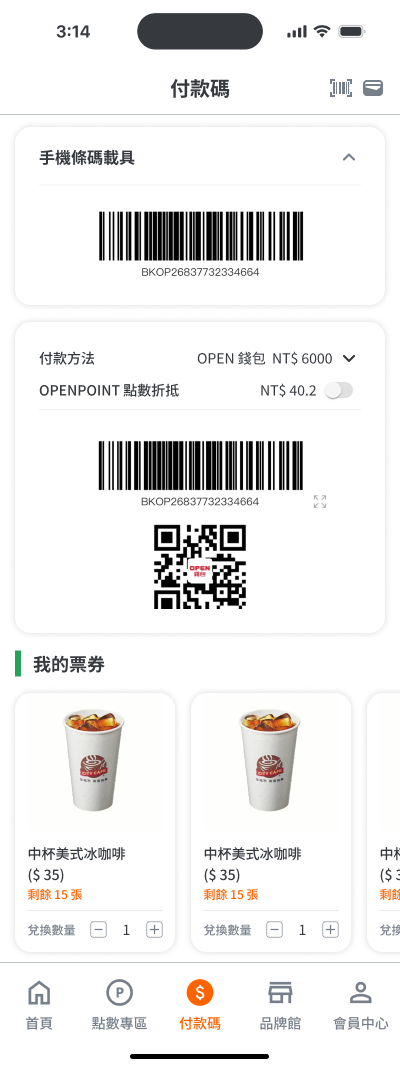 3:14
付款碼
手機條碼載具
BKOP26837732334664
付款方法 OPEN 錢包 NT$ 6000
OPENPOINT 點數折抵 NT$ 40.2
BKOP26837732334664
OPEN
錢包
我的票券
中杯美式冰咖啡 中杯美式冰咖啡
($ 35) ($ 35)
剩餘 15 張 剩餘 15 張
兌換數量 1 兌換數量 1
首頁 點數專區 付款碼 品牌館 會員中心